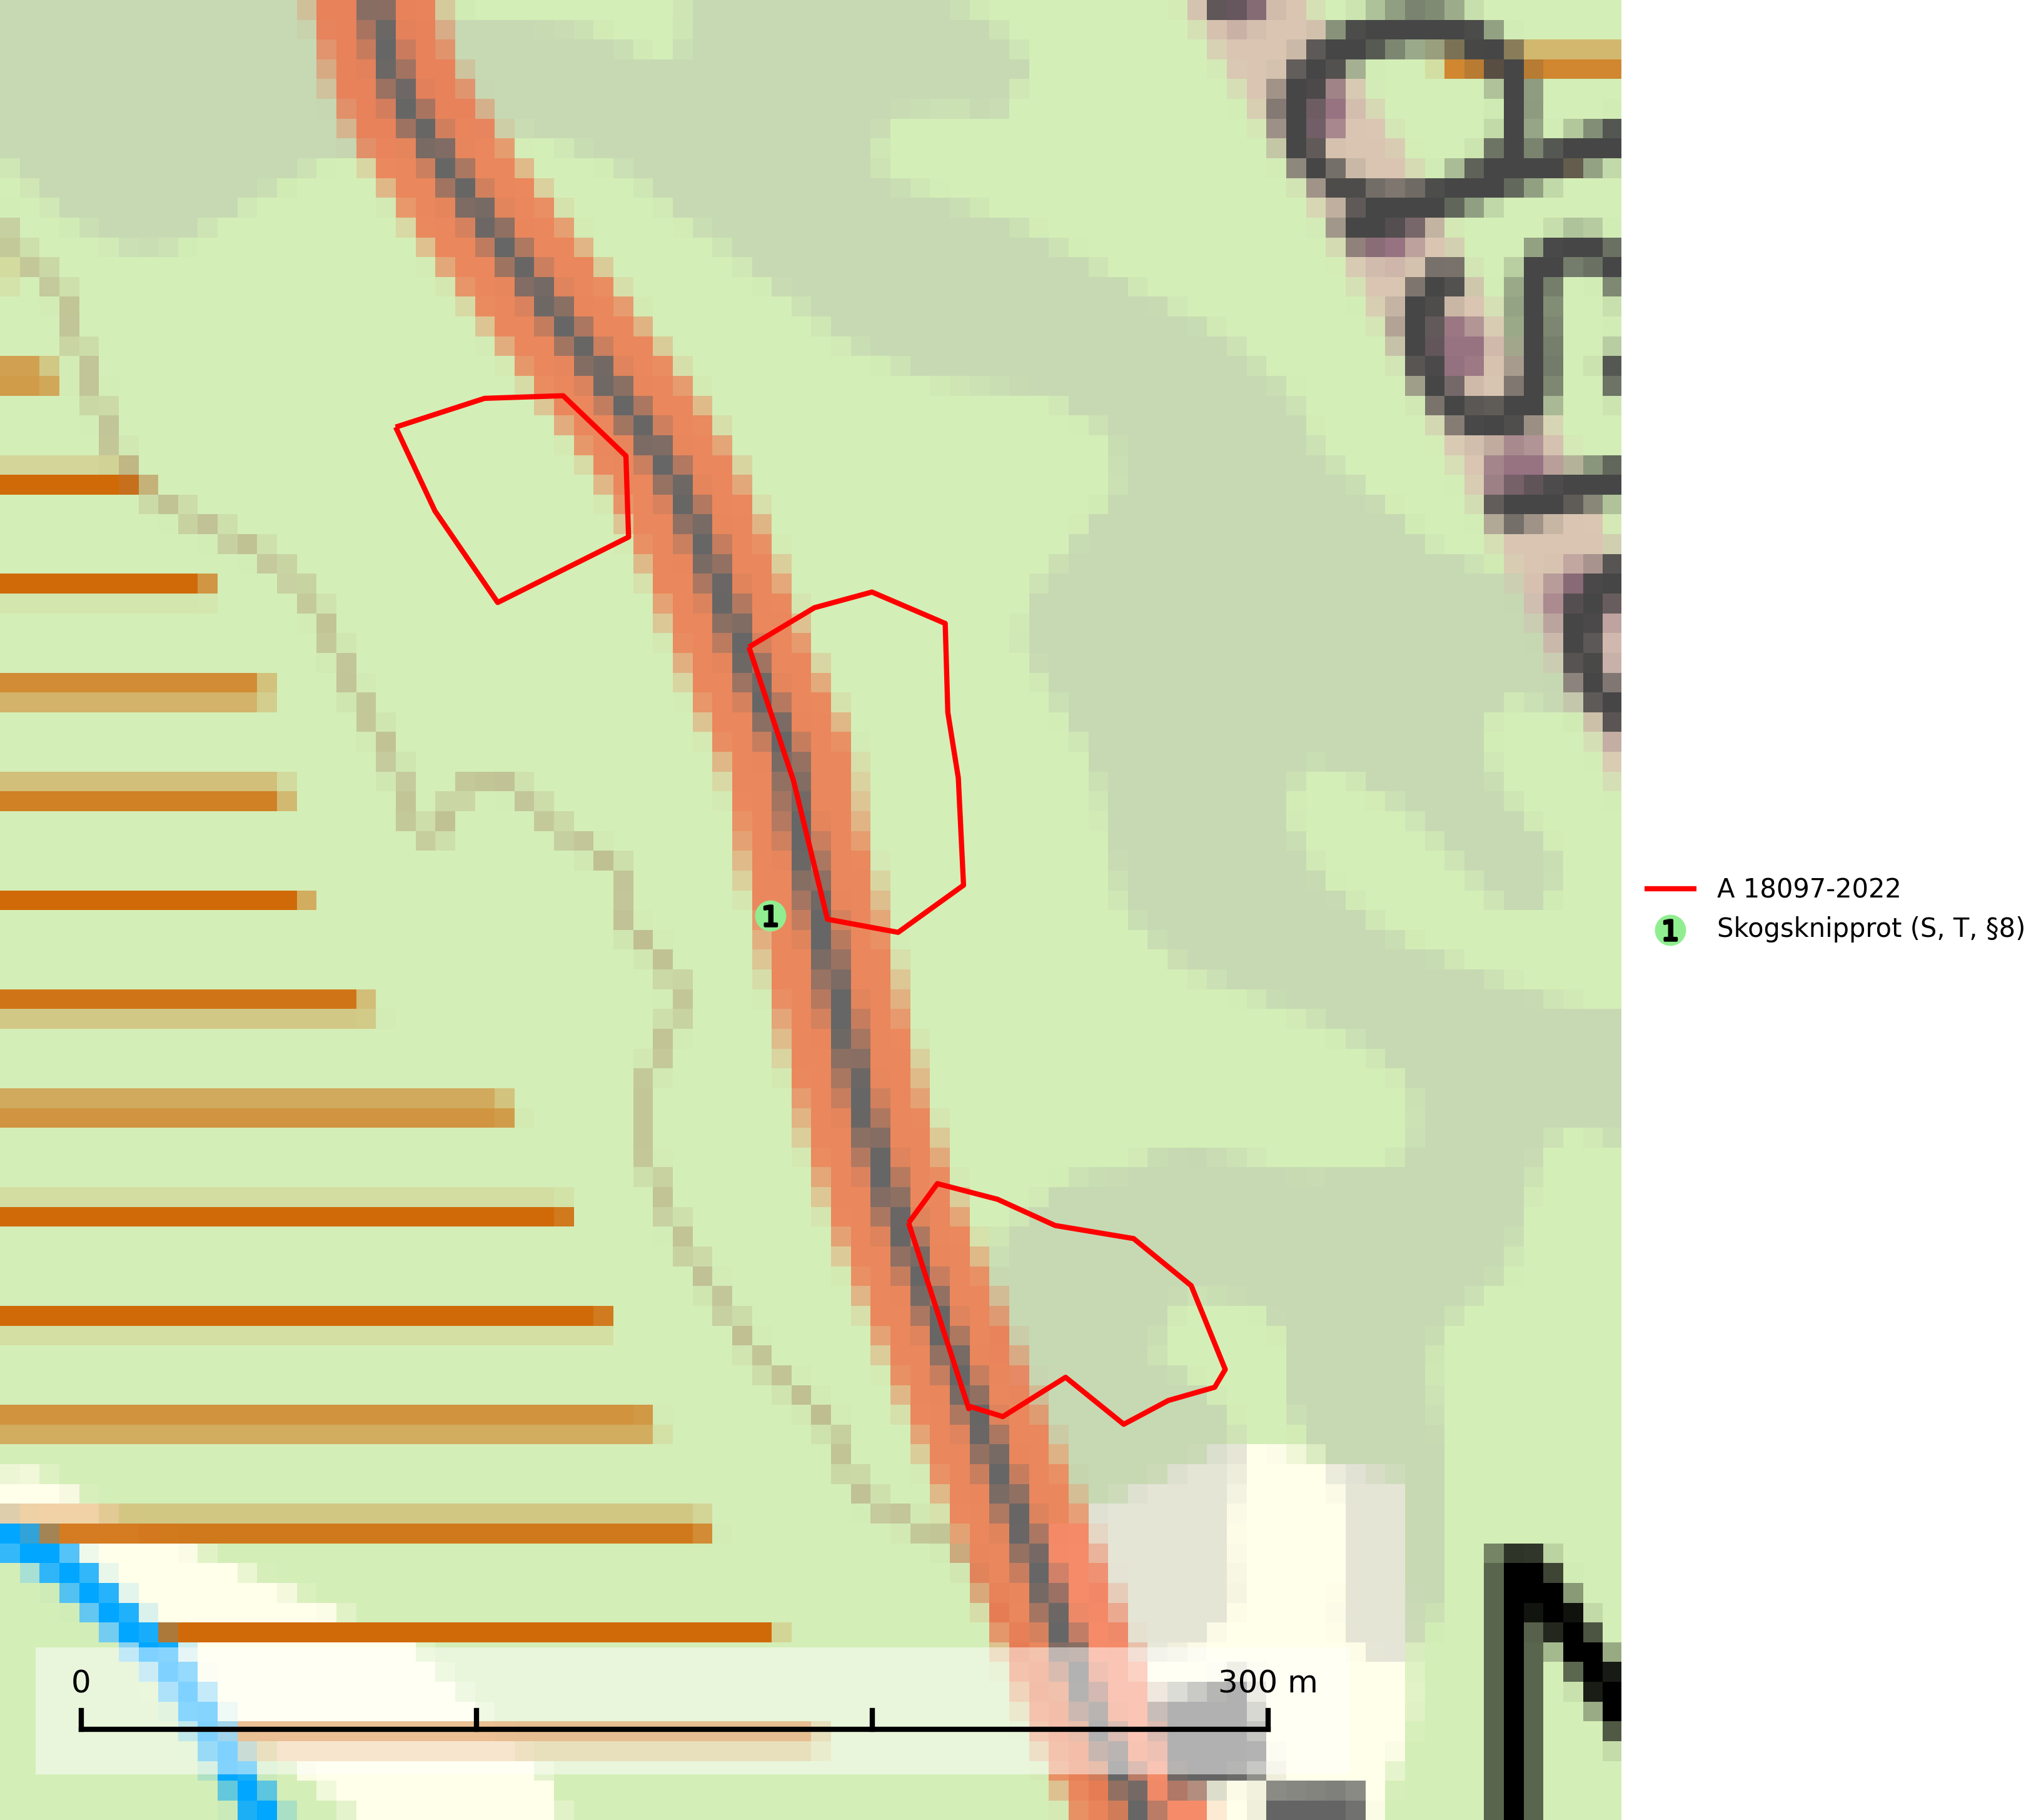 A 18097-2022
1 Skogsknipprot (S, T, §8)
1
0 300 m